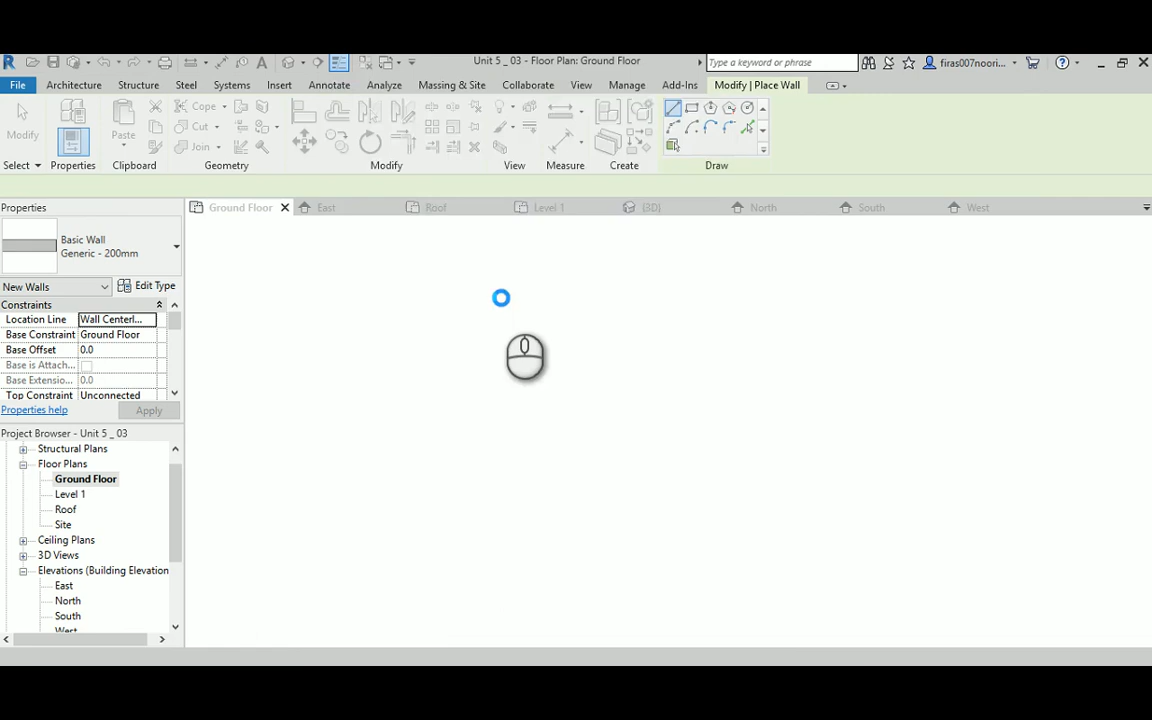 Unit 5 _ 03 - Floor Plan: Ground Floor
Type a keyword or phrase
firas007noori...
File
Architecture
Structure
Steel
Systems
Insert
Annotate
Analyze
Massing & Site
Collaborate
View
Manage
Add-Ins
Modify | Place Wall
Modify
Paste
Cope
Cut
Join
Select
Properties
Clipboard
Geometry
Modify
View
Measure
Create
Draw
Properties
Ground Floor
East
Roof
Level 1
{3D}
North
South
West
Basic Wall
Generic - 200mm
New Walls
Edit Type
Constraints
Location Line Wall Centerl...
Base Constraint Ground Floor
Base Offset 0.0
Base is Attach...
Base Extensio... 0.0
Top Constraint Unconnected
Properties help
Apply
Project Browser - Unit 5 _ 03
Structural Plans
Floor Plans
Ground Floor
Level 1
Roof
Site
Ceiling Plans
3D Views
Elevations (Building Elevation
East
North
South
West